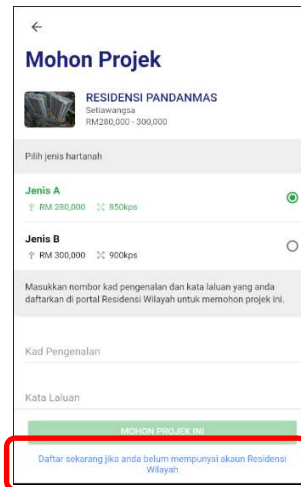 Mohon Projek
RESIDENSI PANDANMAS
Setiawangsa
RM280,000 - 300,000
Pilih jenis hartanah
Jenis A
RM 280,000 850kps
Jenis B
RM 300,000 900kps
Masukkan nombor kad pengenalan dan kata laluan yang anda
daftarkan di portal Residensi Wilayah untuk memohon projek ini.
Kad Pengenalan
Kata Laluan
MOHON PROJEK INI
Daftar sekarang jika anda belum mempunyai akaun Residensi
Wilayah